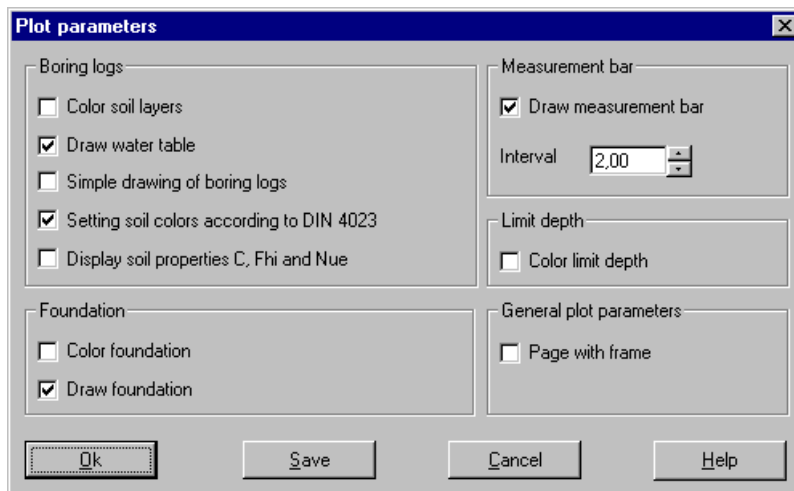 Plot parameters
Boring logs
Color soil layers
Draw water table
Simple drawing of boring logs
Setting soil colors according to DIN 4023
Display soil properties C, Fhi and Nue
Measurement bar
Draw measurement bar
Interval 2,00
Limit depth
Color limit depth
Foundation
Color foundation
Draw foundation
General plot parameters
Page with frame
Ok Save Cancel Help